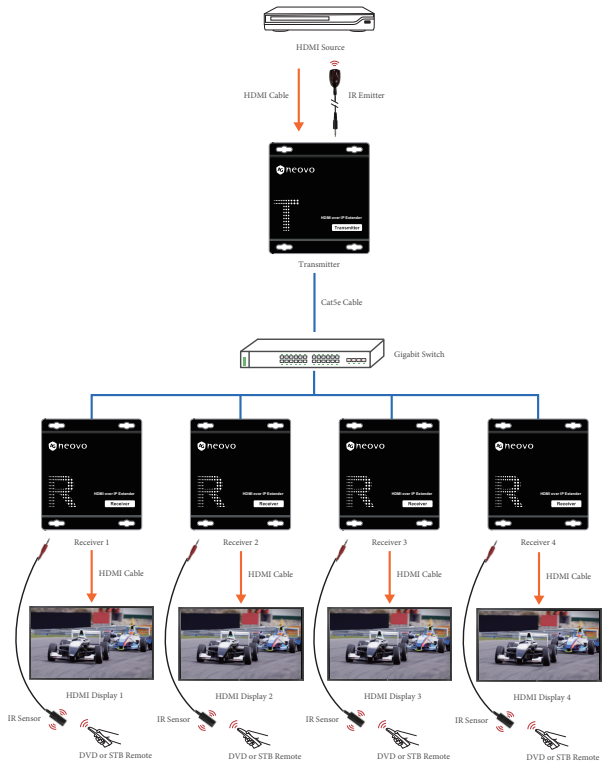 HDMI Source
HDMI Cable
IR Emitter
neovo
T
HDMI over IP Extender
Transmitter
Transmitter
Cat5e Cable
Gigabit Switch
neovo
R
HDMI over IP Extender
Receiver
neovo
R
HDMI over IP Extender
Receiver
neovo
R
HDMI over IP Extender
Receiver
neovo
R
HDMI over IP Extender
Receiver
Receiver 1
Receiver 2
Receiver 3
Receiver 4
HDMI Cable
HDMI Cable
HDMI Cable
HDMI Cable
HDMI Display 1
HDMI Display 2
HDMI Display 3
HDMI Display 4
IR Sensor
IR Sensor
IR Sensor
IR Sensor
DVD or STB Remote
DVD or STB Remote
DVD or STB Remote
DVD or STB Remote